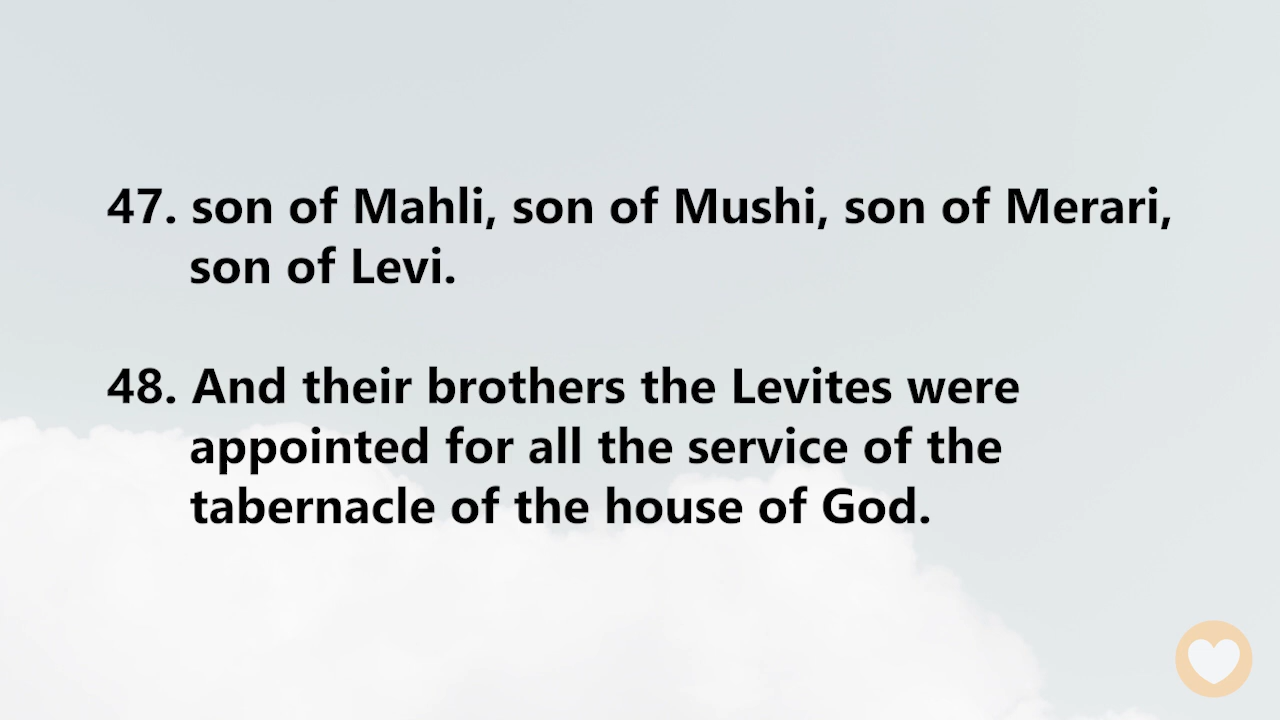 47. son of Mahli, son of Mushi, son of Merari,
son of Levi.
48. And their brothers the Levites were
appointed for all the service of the
tabernacle of the house of God.